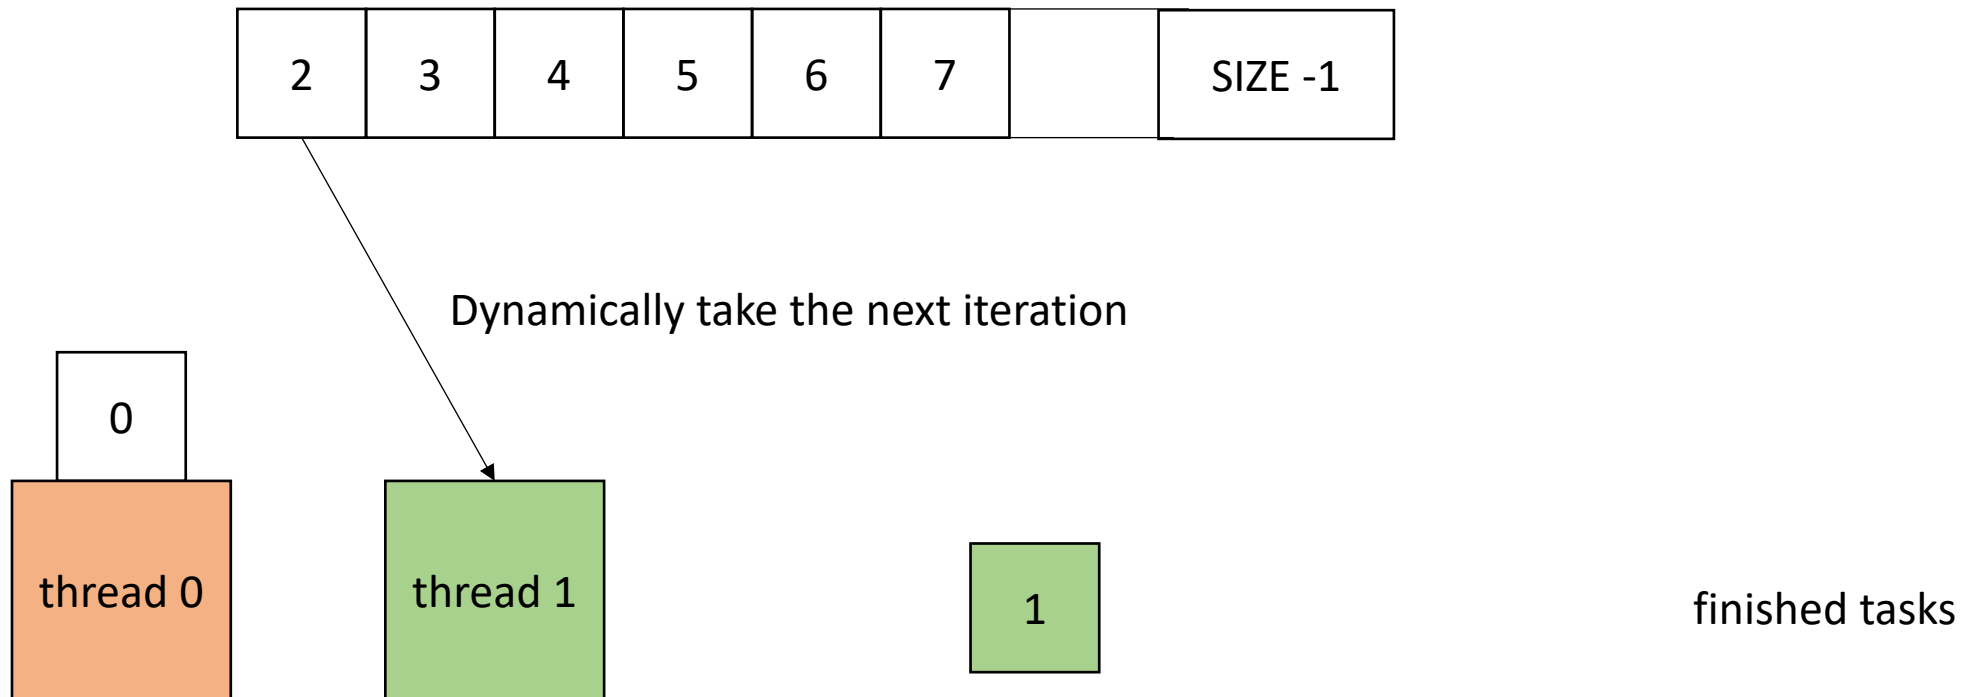 2 3 4 5 6 7 SIZE -1
Dynamically take the next iteration
0
thread 0 thread 1 1 finished tasks